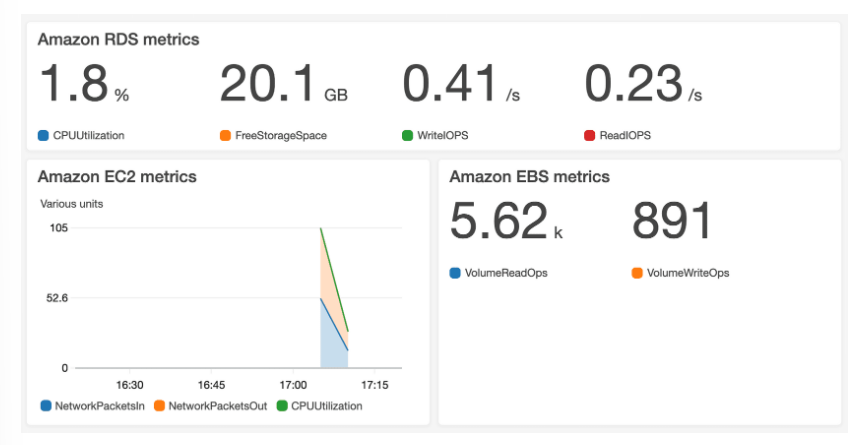 Amazon RDS metrics
1.8 % 20.1 GB 0.41 /s 0.23 /s
CPUUtilization FreeStorageSpace WriteIOPS ReadIOPS
Amazon EC2 metrics
Various units
105
52.6
0
16:30 16:45 17:00 17:15
NetworkPacketsIn NetworkPacketsOut CPUUtilization
Amazon EBS metrics
5.62 k 891
VolumeReadOps VolumeWriteOps